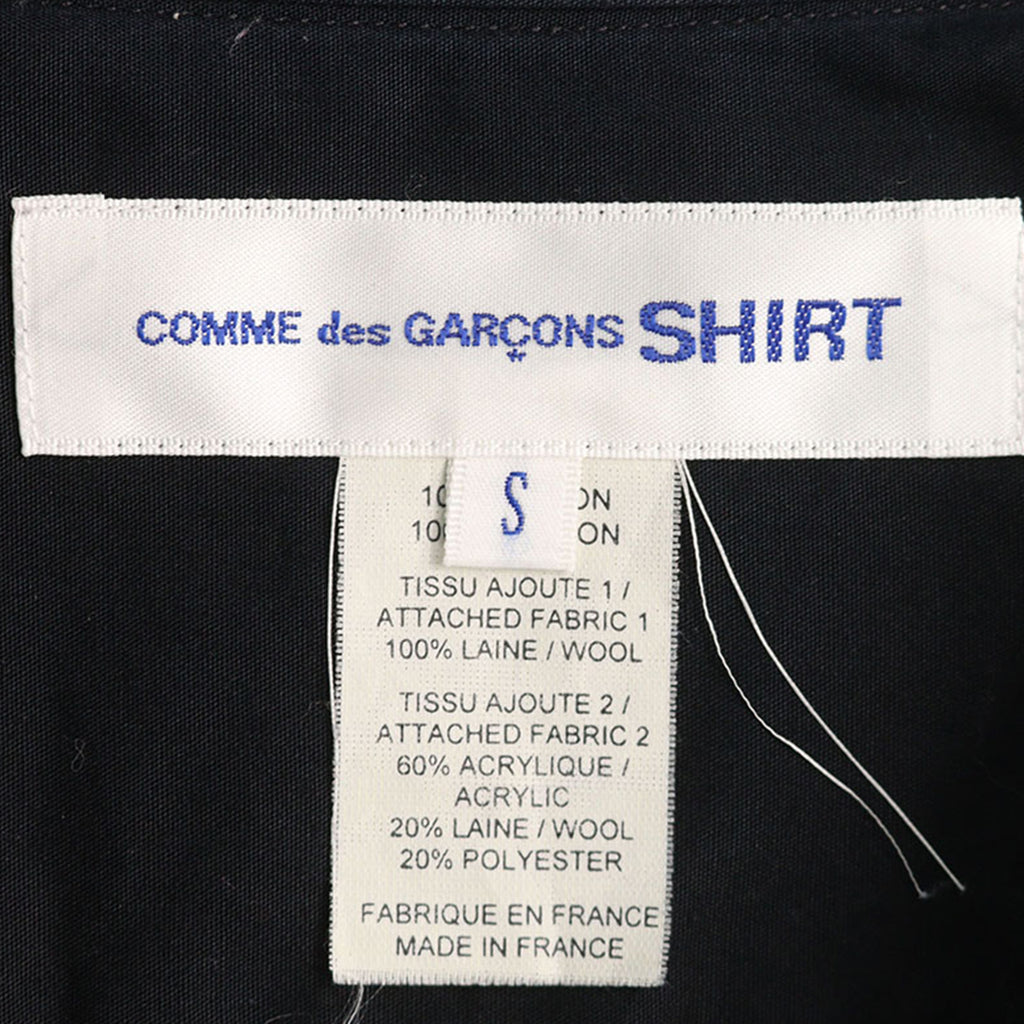 COMME des GARÇONS SHIRT
S
TISSU AJOUTE 1 /
ATTACHED FABRIC 1
100% LAINE / WOOL
TISSU AJOUTE 2 /
ATTACHED FABRIC 2
60% ACRYLIQUE /
ACRYLIC
20% LAINE / WOOL
20% POLYESTER
FABRIQUE EN FRANCE
MADE IN FRANCE